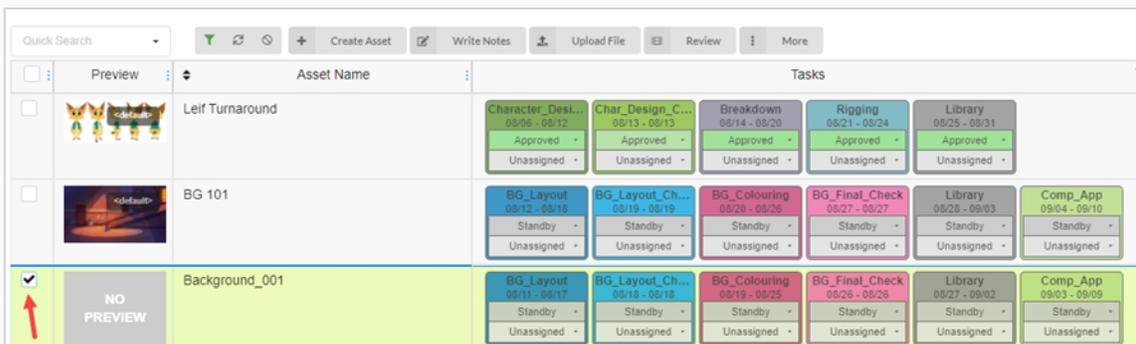 Quick Search
Create Asset
Write Notes
Upload File
Review
More
Preview
Asset Name
Tasks
<default>
Leif Turnaround
Character_Desi...
08/06 - 08/12
Approved
Unassigned
Char_Design_C...
08/13 - 08/13
Approved
Unassigned
Breakdown
08/14 - 08/20
Approved
Unassigned
Rigging
08/21 - 08/24
Approved
Unassigned
Library
08/25 - 08/31
Approved
Unassigned
<default>
BG 101
BG_Layout
08/12 - 08/18
Standby
Unassigned
BG_Layout_Ch...
08/19 - 08/19
Standby
Unassigned
BG_Colouring
08/20 - 08/26
Standby
Unassigned
BG_Final_Check
08/27 - 08/27
Standby
Unassigned
Library
08/28 - 09/03
Standby
Unassigned
Comp_App
09/04 - 09/10
Standby
Unassigned
NO
PREVIEW
Background_001
BG_Layout
08/11 - 08/17
Standby
Unassigned
BG_Layout_Ch...
08/18 - 08/18
Standby
Unassigned
BG_Colouring
08/19 - 08/25
Standby
Unassigned
BG_Final_Check
08/26 - 08/26
Standby
Unassigned
Library
08/27 - 09/02
Standby
Unassigned
Comp_App
09/03 - 09/09
Standby
Unassigned